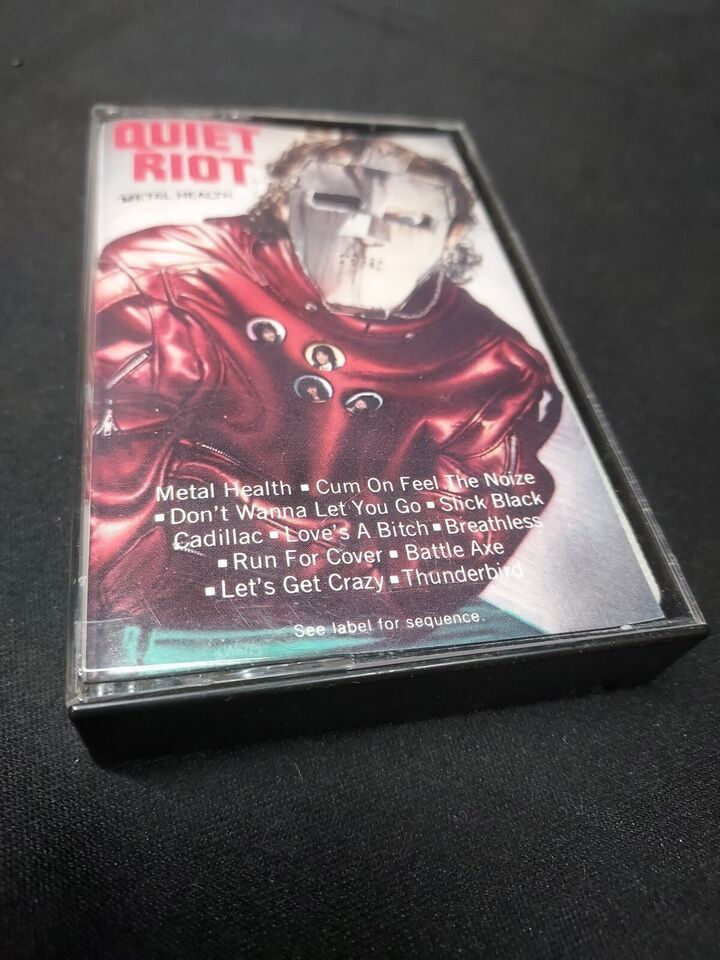 QUIET
RIOT
METAL HEALTH
Metal Health ▪ Cum On Feel The Noize
▪ Don't Wanna Let You Go ▪ Slick Black
Cadillac ▪ Love's A Bitch ▪ Breathless
▪ Run For Cover ▪ Battle Axe
▪ Let's Get Crazy ▪ Thunderbird
See label for sequence.